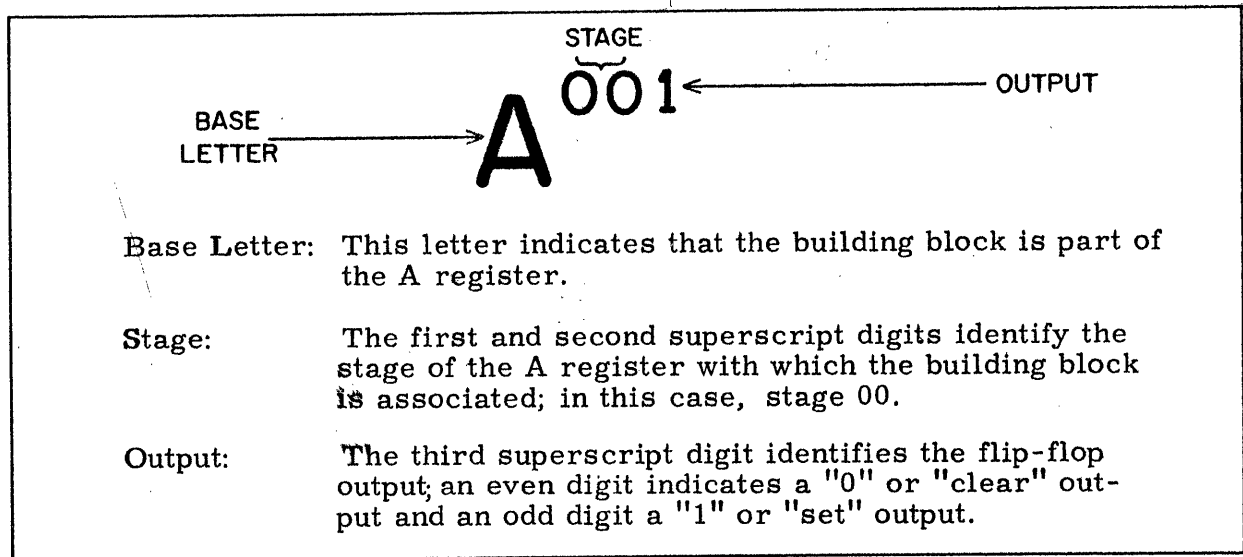 STAGE
A 001
OUTPUT
BASE
LETTER
Base Letter: This letter indicates that the building block is part of
the A register.
Stage: The first and second superscript digits identify the
stage of the A register with which the building block
is associated; in this case, stage 00.
Output: The third superscript digit identifies the flip-flop
output; an even digit indicates a "0" or "clear" out-
put and an odd digit a "1" or "set" output.